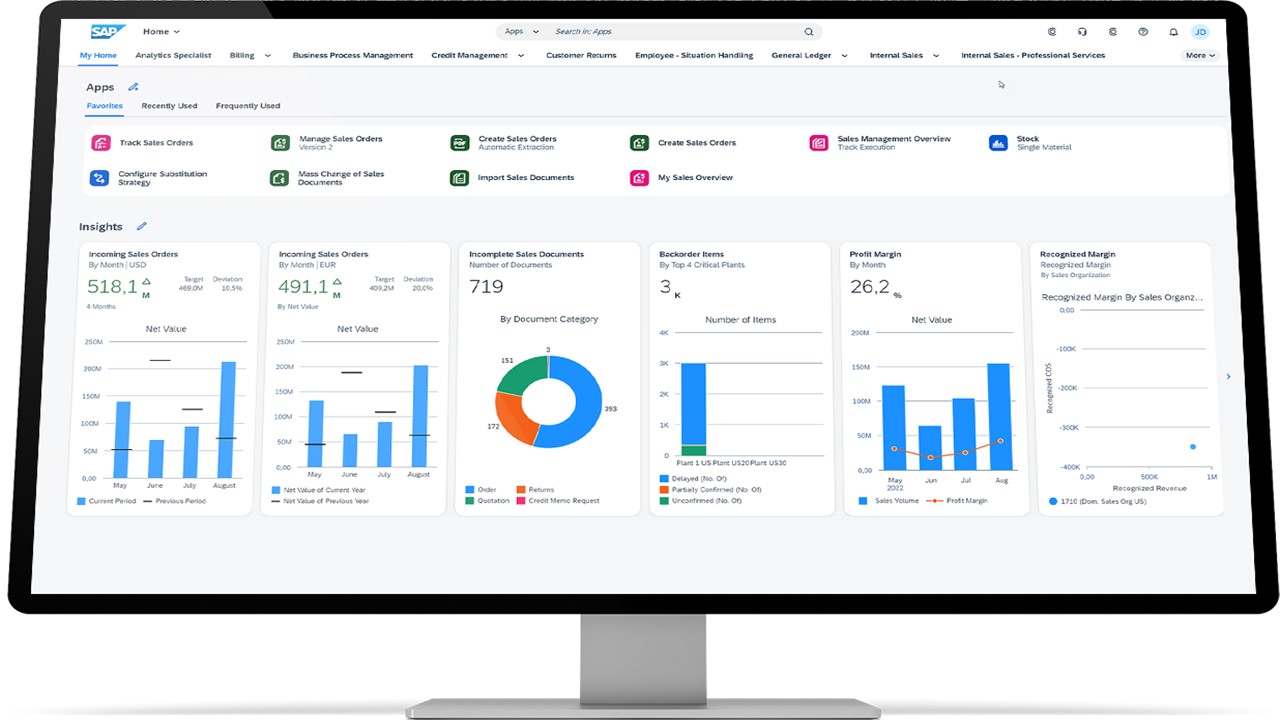 SAP Home
Apps Search in: Apps
JD
My Home Analytics Specialist Billing Business Process Management Credit Management Customer Returns Employee - Situation Handling General Ledger Internal Sales Internal Sales - Professional Services More
Apps
Favorites Recently Used Frequently Used
Track Sales Orders
Manage Sales Orders
Version 2
Create Sales Orders
Automatic Extraction
Create Sales Orders
Sales Management Overview
Track Execution
Stock
Single Material
Configure Substitution
Strategy
Mass Change of Sales
Documents
Import Sales Documents
My Sales Overview
Insights
Incoming Sales Orders
By Month | USD
518,1 M
Target Deviation
469.0M 10,5%
4 Months
Net Value
250M
200M
150M
100M
50M
0,00
May June July August
Current Period Previous Period
Incoming Sales Orders
By Month | EUR
491,1 M
Target Deviation
409,2M 20,0%
By Net Value
Net Value
250M
200M
150M
100M
50M
0,00
May June July August
Net Value of Current Year
Net Value of Previous Year
Incomplete Sales Documents
Number of Documents
719
By Document Category
3
151
393
172
Order Returns
Quotation Credit Memo Request
Backorder Items
By Top 4 Critical Plants
3 K
Number of Items
4K
3K
2K
1K
0
Plant 1 US Plant US20 Plant US30
Delayed (No. Of)
Partially Confirmed (No. Of)
Unconfirmed (No. Of)
Profit Margin
By Month
26,2 %
Net Value
200M
150M
100M
50M
0,00
May Jun Jul Aug
2022
Sales Volume Profit Margin
Recognized Margin
Recognized Margin
By Sales Organization
Recognized Margin By Sales Organz...
0.00
-100K
-200K
-300K
-400K
Recognized COS
0,00 500K 1M
Recognized Revenue
1710 (Dom. Sales Org US)